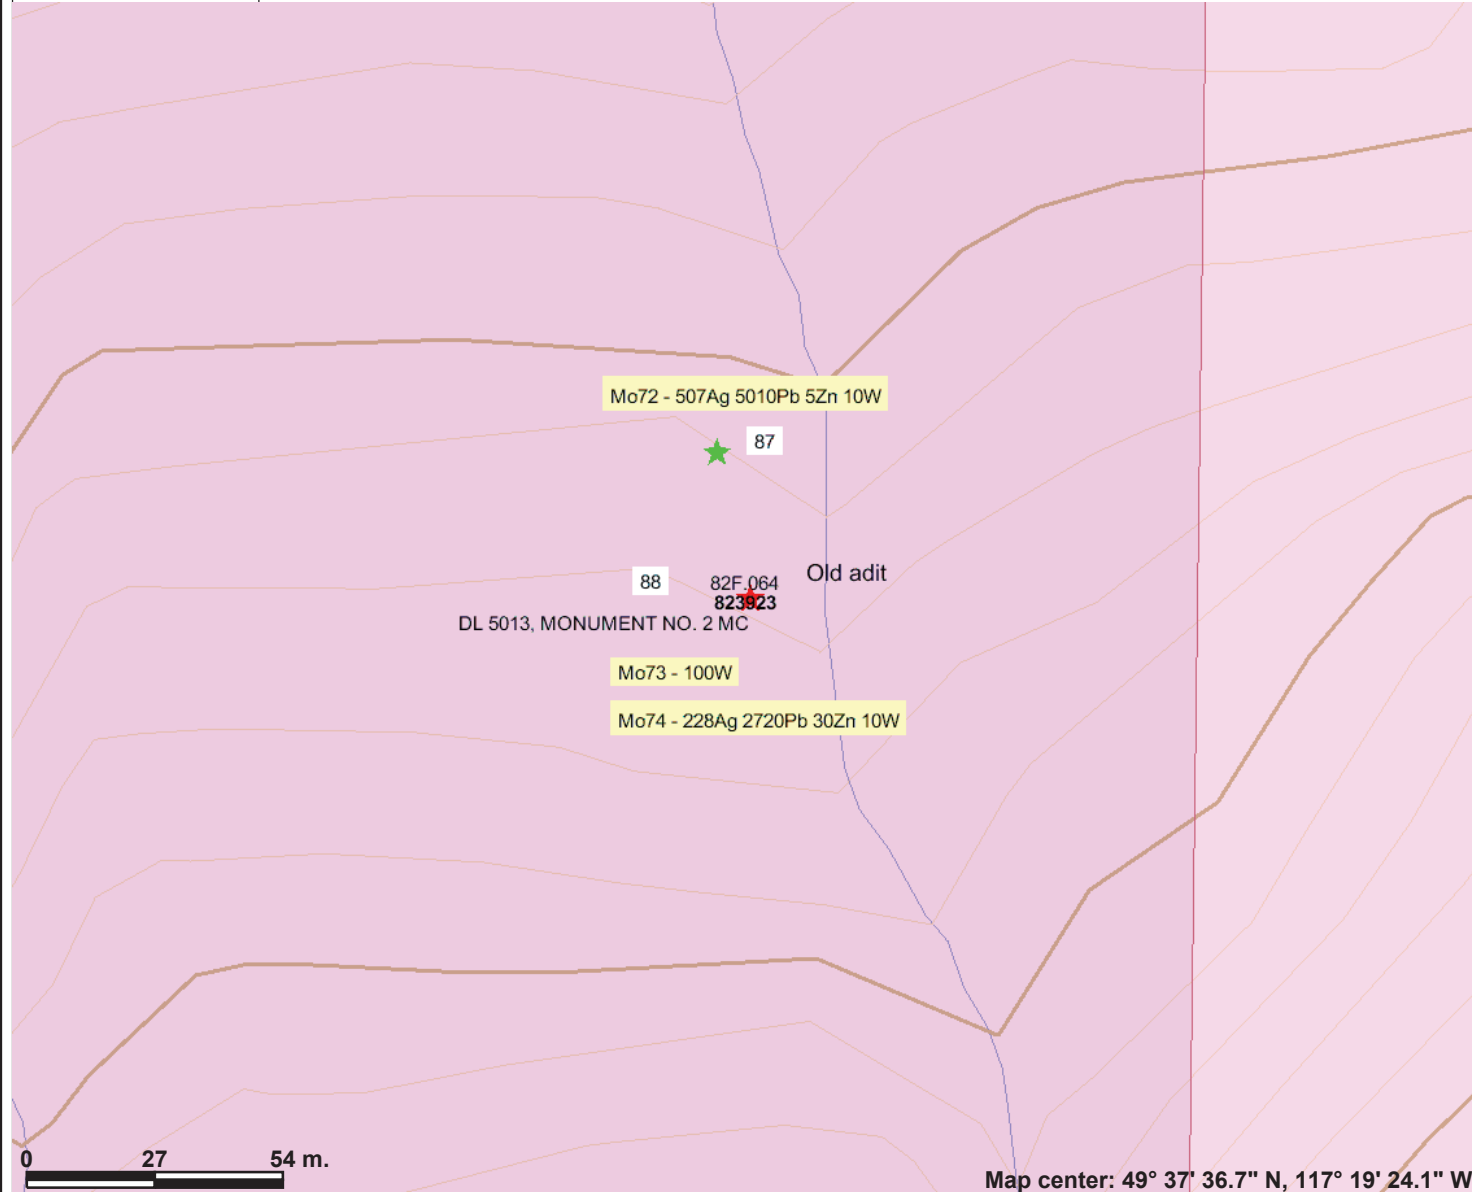 Mo72 - 507Ag 5010Pb 5Zn 10W
87
Old adit
88
82F.064
823923
DL 5013, MONUMENT NO. 2 MC
Mo73 - 100W
Mo74 - 228Ag 2720Pb 30Zn 10W
0 27 54 m.
Map center: 49° 37' 36.7" N, 117° 19' 24.1" W